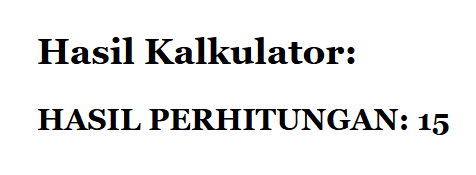 Hasil Kalkulator:
HASIL PERHITUNGAN: 15